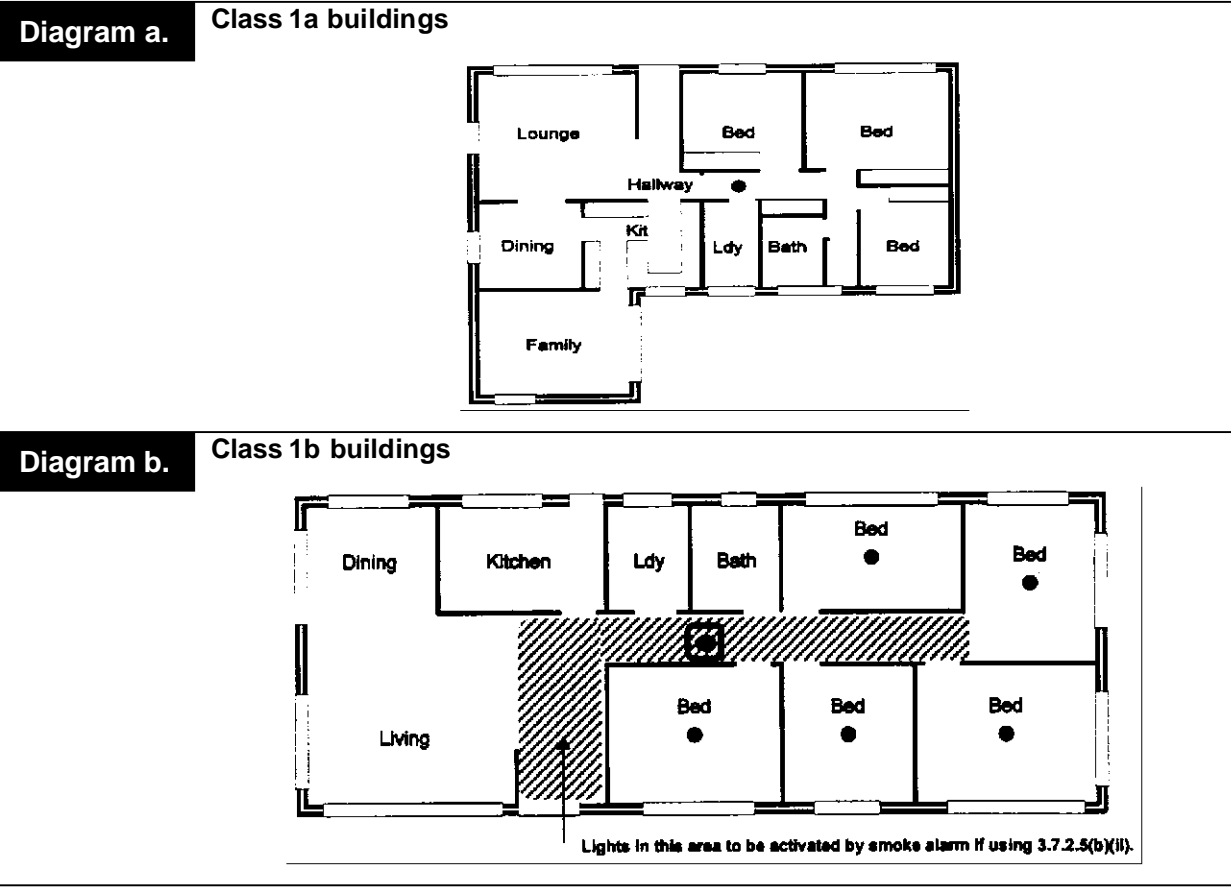 Diagram a.
Class 1a buildings
Lounge
Bed
Bed
Hallway
Kit
Dining
Ldy
Bath
Bed
Family
Diagram b.
Class 1b buildings
Dining
Kitchen
Ldy
Bath
Bed
Bed
Living
Bed
Bed
Bed
Lights in this area to be activated by smoke alarm if using 3.7.2.5(b)(ii).